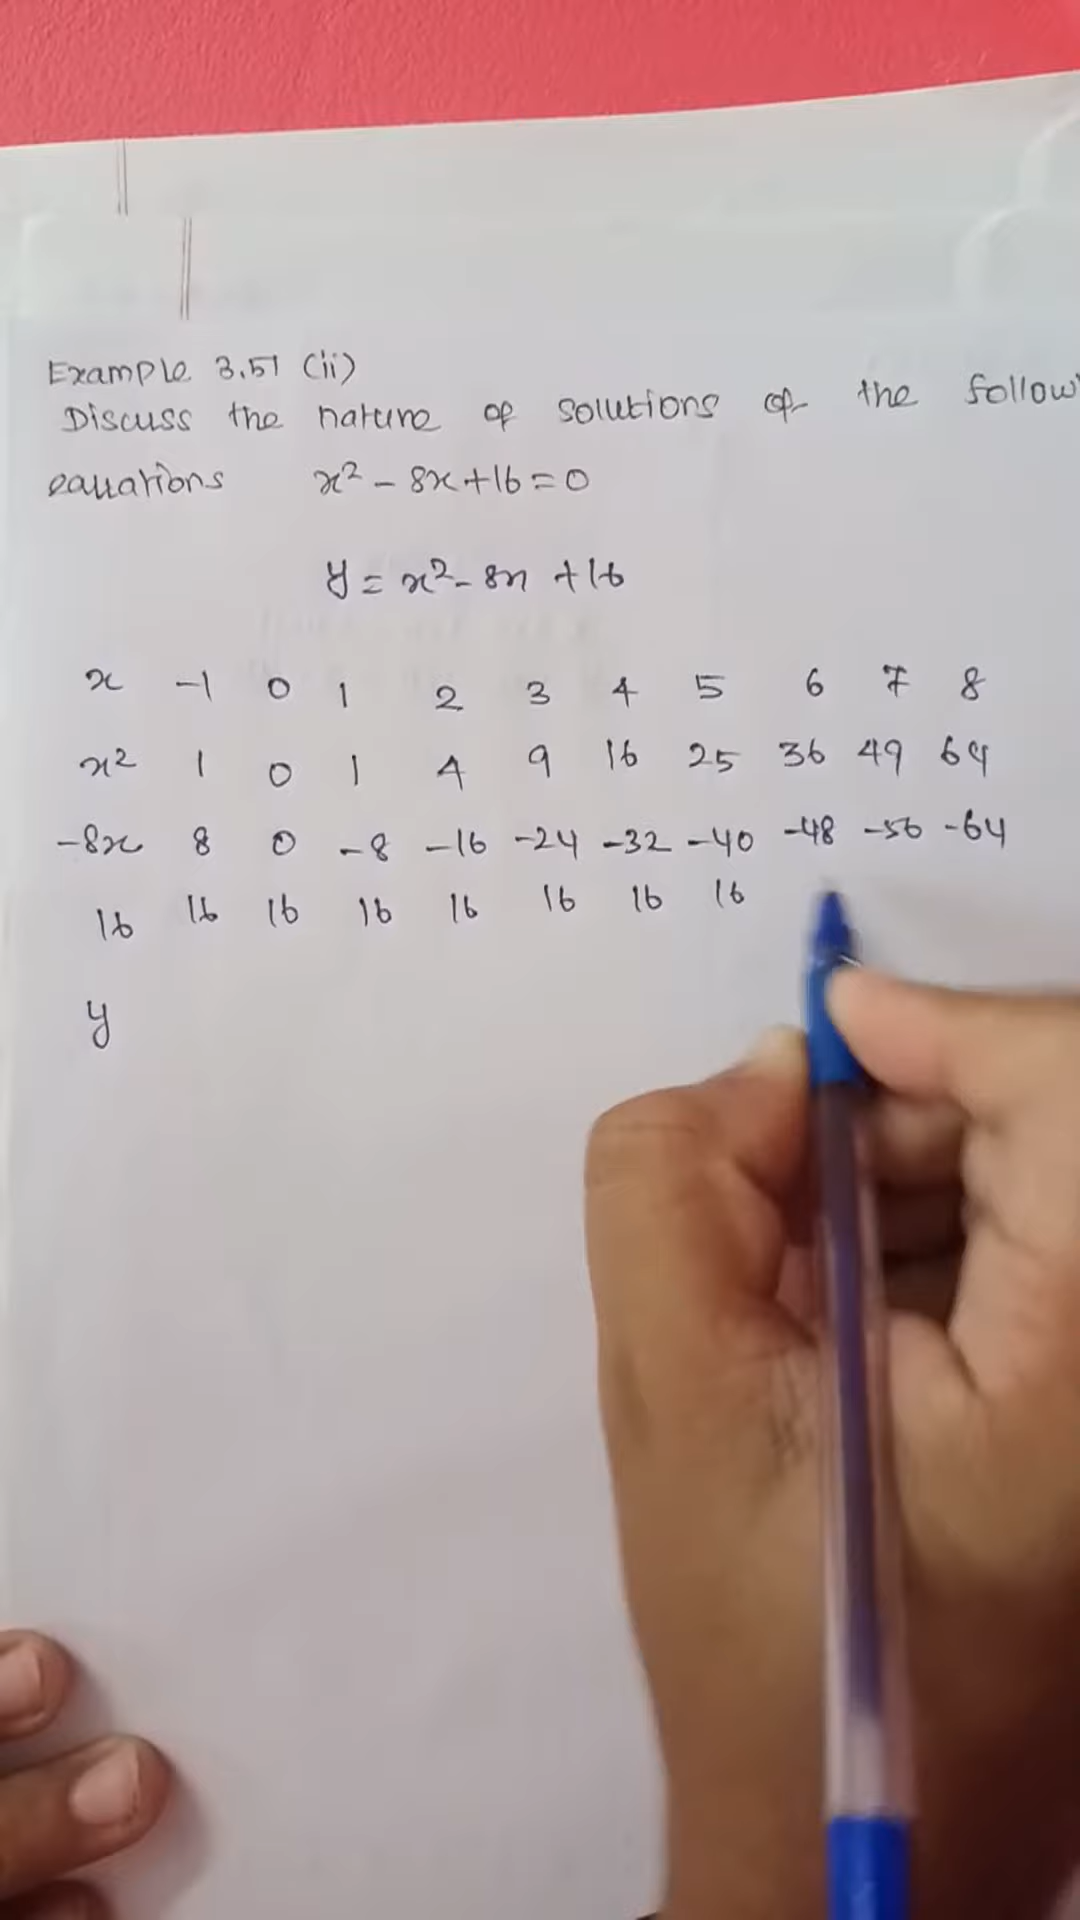 Example 3.51 (ii)
Discuss the nature of solutions of the follow
equations x² - 8x + 16 = 0
y = x² - 8x + 16
x -1 0 1 2 3 4 5 6 7 8
x² 1 0 1 4 9 16 25 36 49 64
-8x 8 0 -8 -16 -24 -32 -40 -48 -56 -64
16 16 16 16 16 16 16 16
y